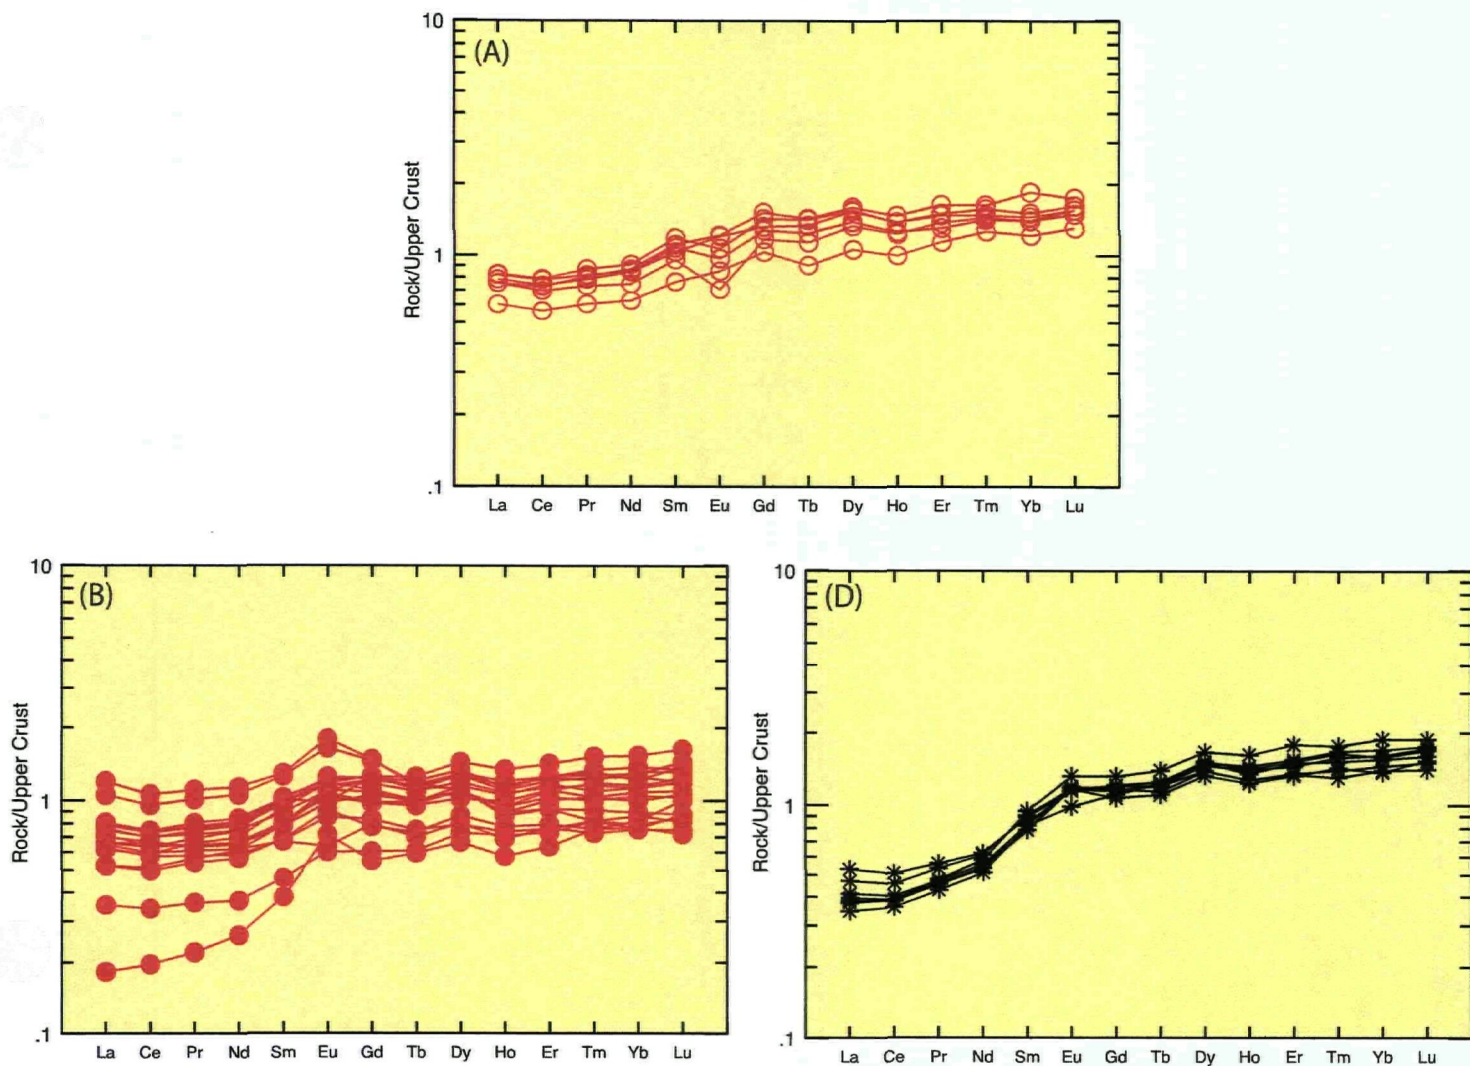 10
(A)
Rock/Upper Crust
1
.1
La Ce Pr Nd Sm Eu Gd Tb Dy Ho Er Tm Yb Lu
10
(B)
Rock/Upper Crust
1
.1
La Ce Pr Nd Sm Eu Gd Tb Dy Ho Er Tm Yb Lu
10
(D)
Rock/Upper Crust
1
.1
La Ce Pr Nd Sm Eu Gd Tb Dy Ho Er Tm Yb Lu